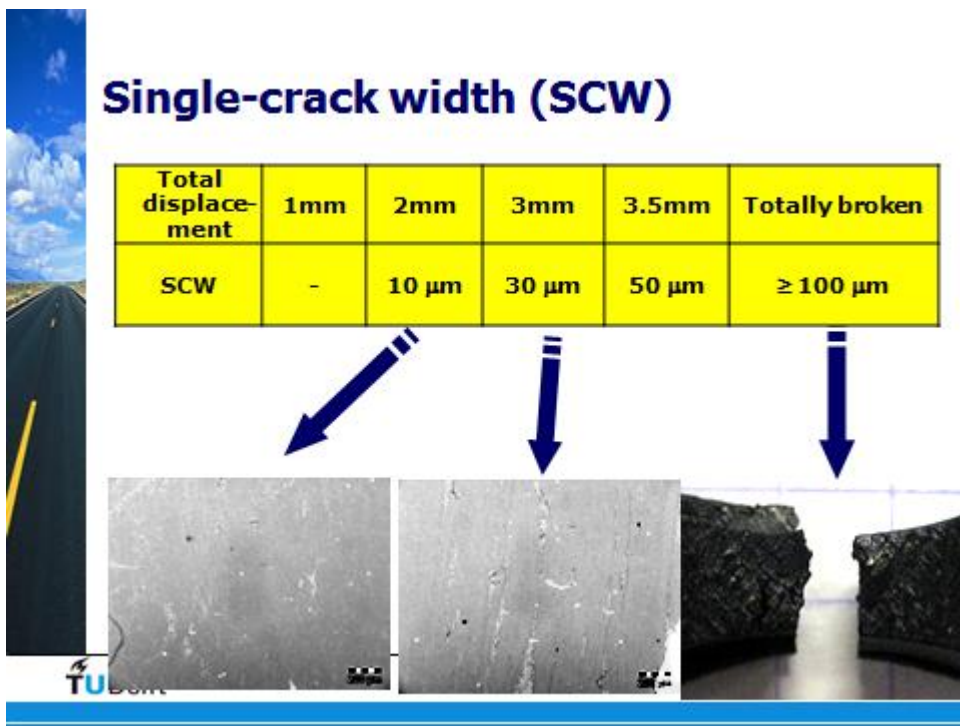 Single-crack width (SCW)
Total
displace-
ment
1mm
2mm
3mm
3.5mm
Totally broken
SCW
-
10 µm
30 µm
50 µm
≥ 100 µm
TU